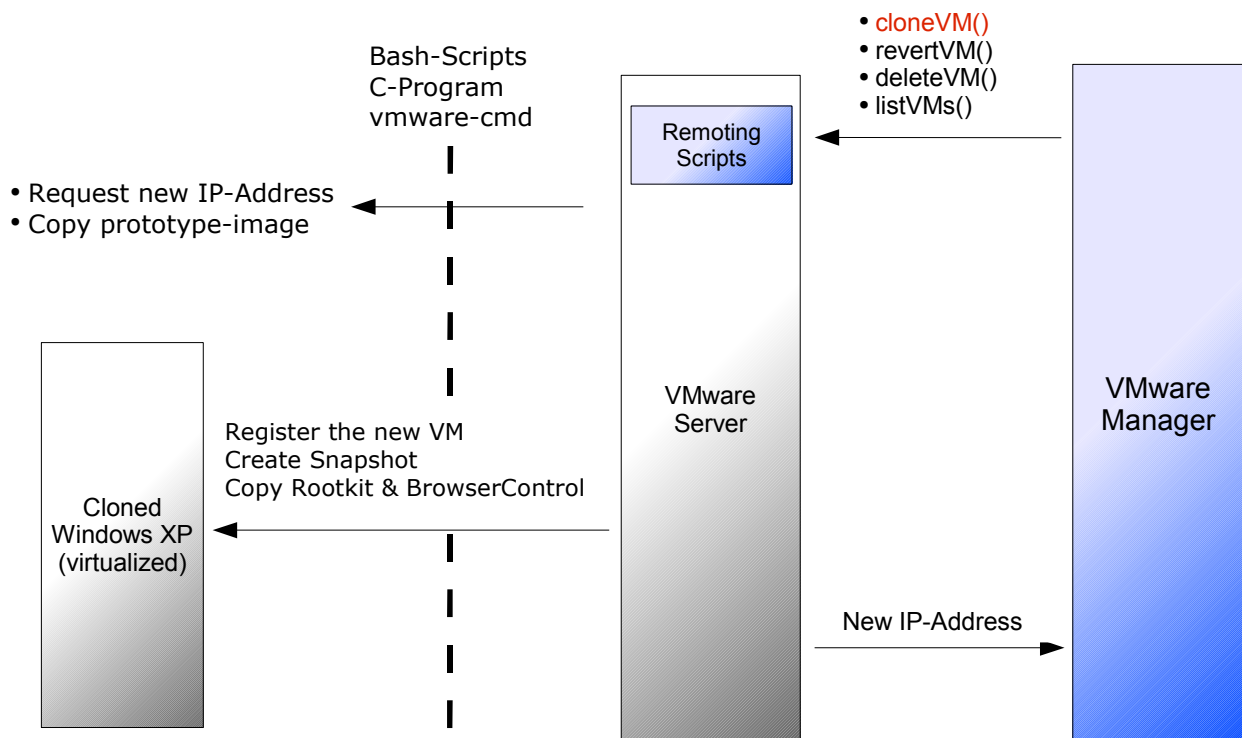 • cloneVM()
• revertVM()
• deleteVM()
• listVMs()
Bash-Scripts
C-Program
vmware-cmd
Remoting
Scripts
• Request new IP-Address
• Copy prototype-image
VMware
Server
VMware
Manager
Register the new VM
Create Snapshot
Copy Rootkit & BrowserControl
Cloned
Windows XP
(virtualized)
New IP-Address